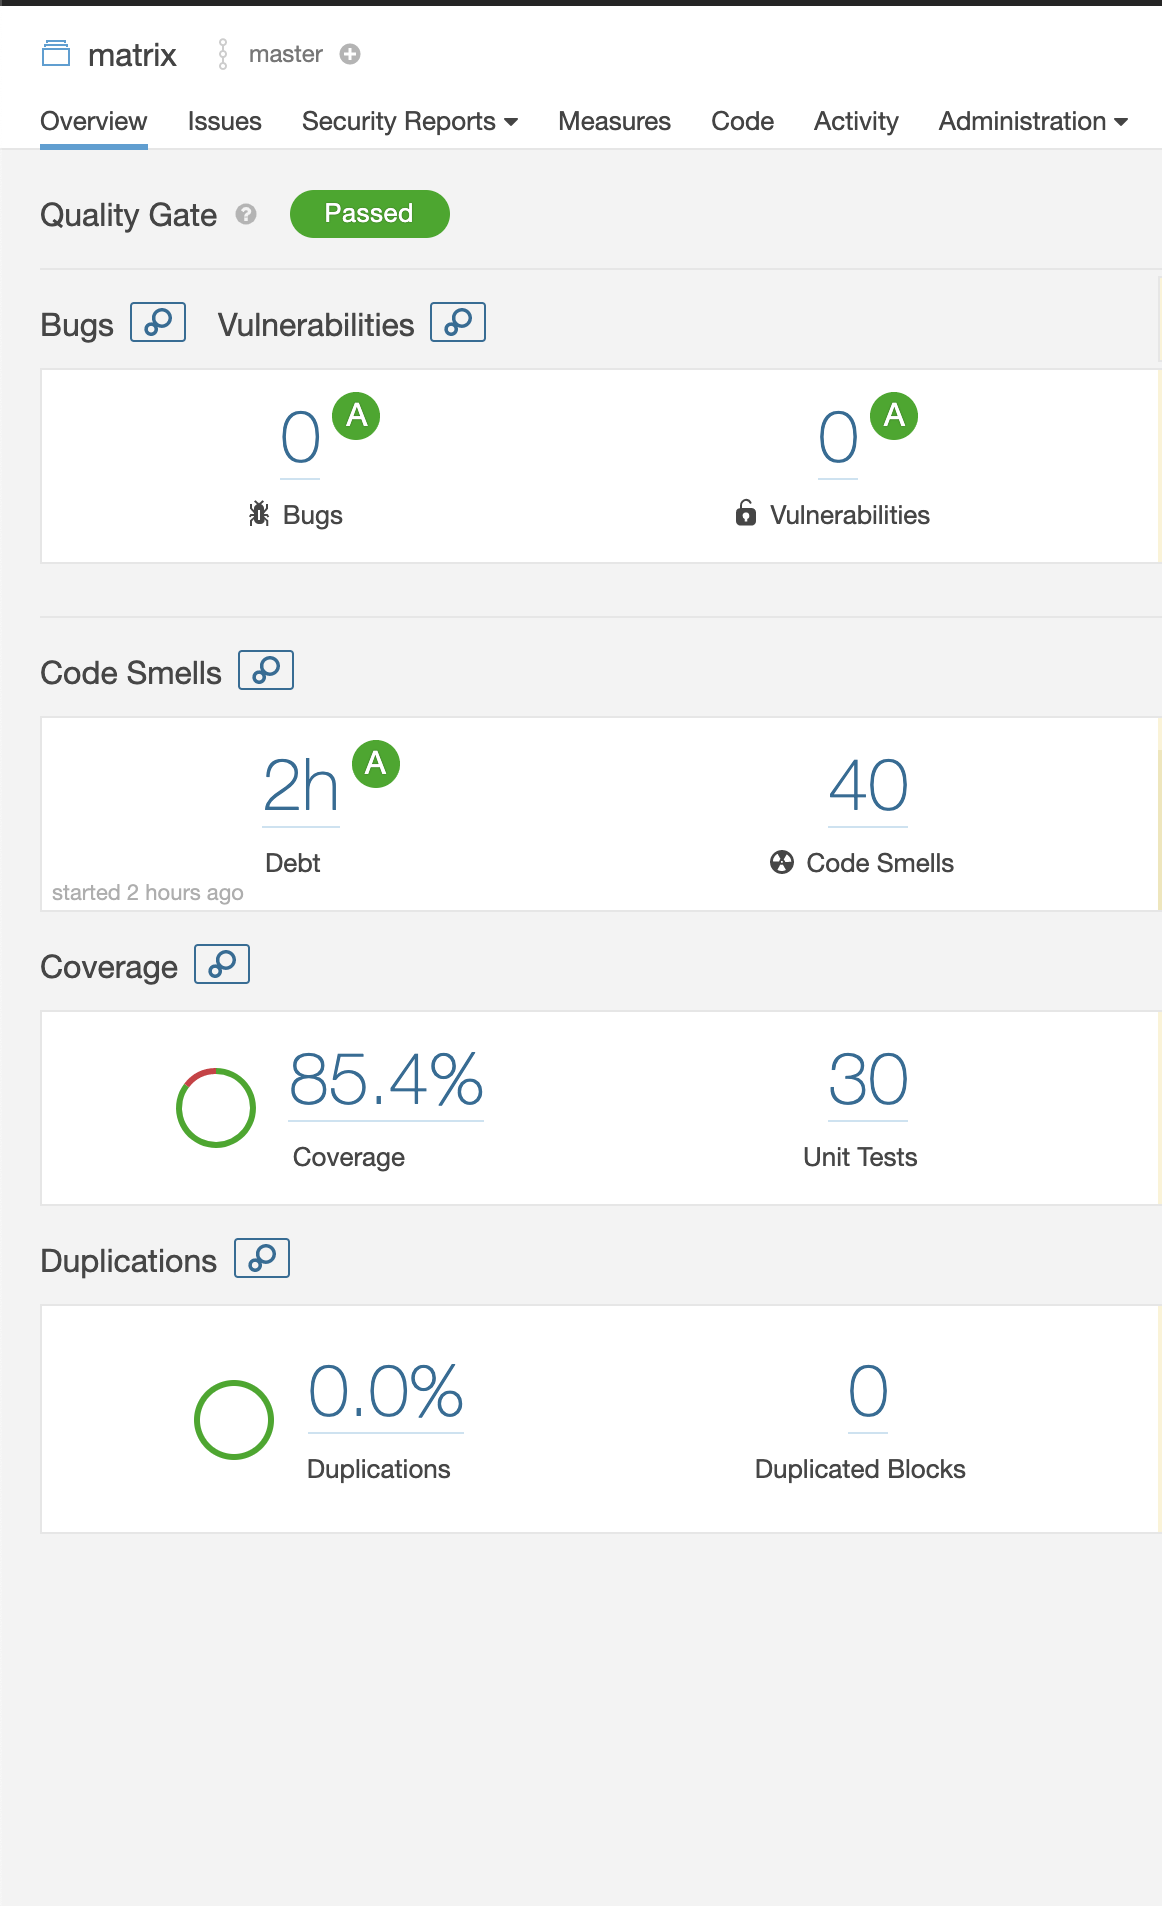 matrix master
Overview Issues Security Reports Measures Code Activity Administration
Quality Gate ? Passed
Bugs Vulnerabilities
0 A 0 A
Bugs Vulnerabilities
Code Smells
2h A 40
Debt Code Smells
started 2 hours ago
Coverage
85.4% 30
Coverage Unit Tests
Duplications
0.0% 0
Duplications Duplicated Blocks